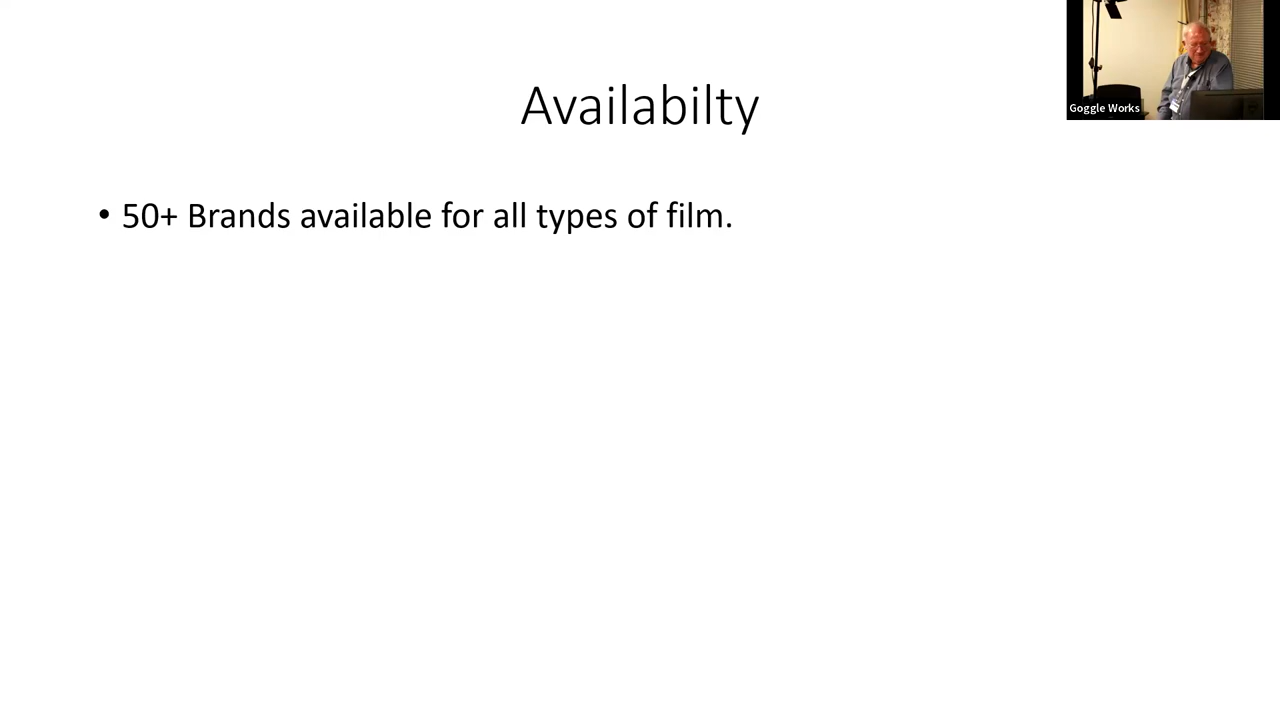 Availabilty
• 50+ Brands available for all types of film.
Goggle Works